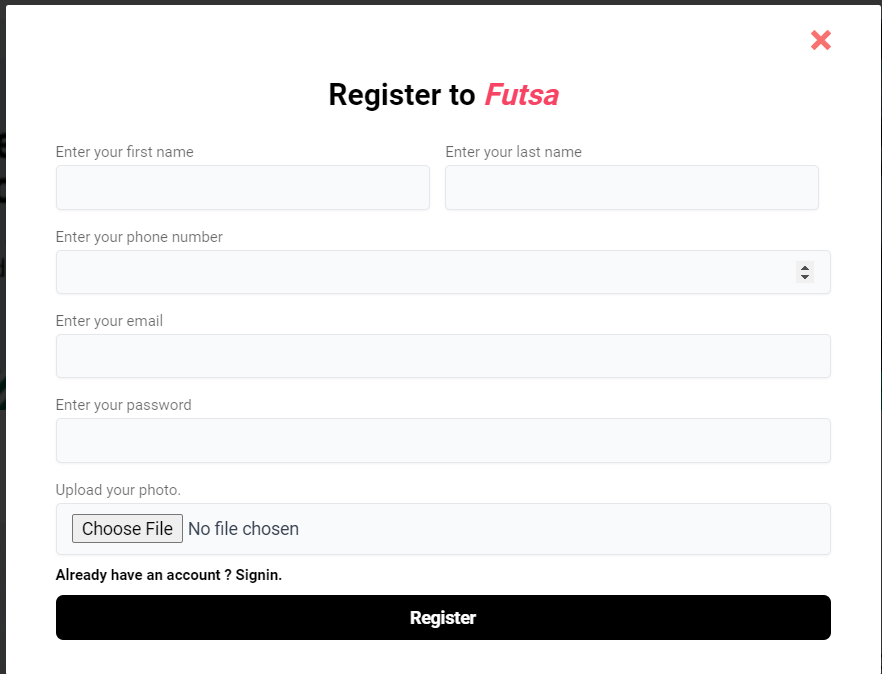 Register to Futsa
Enter your first name Enter your last name
Enter your phone number
Enter your email
Enter your password
Upload your photo.
Choose File No file chosen
Already have an account ? Signin.
Register